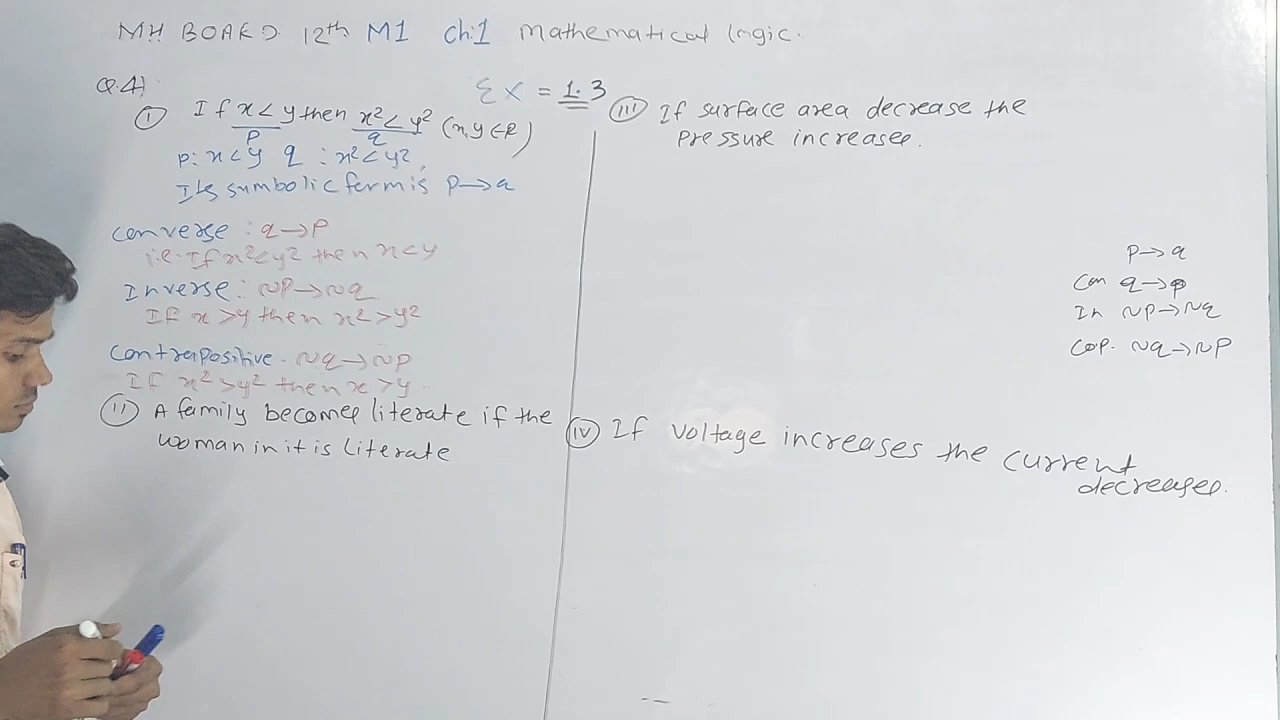 MH BOARD 12th M1 Ch:1 Mathematical logic.
Q.4)
Ex = 1.3
I If x < y then x² < y² (x,y ∈ R)
p q
p: x < y q : x² < y²
Its sumbolic form is p→q
converse : q→p
i.e. If x² < y² then x < y
Inverse : ~p→~q
If x > y then x² > y²
contrapositive - ~q→~p
If x² > y² then x > y.
II A family becomes literate if the
woman in it is literate
III If surface area decrease the
pressure increases.
p→q
Con q→p
In ~p→~q
Cop. ~q→~p
IV If voltage increases the current
decreases.